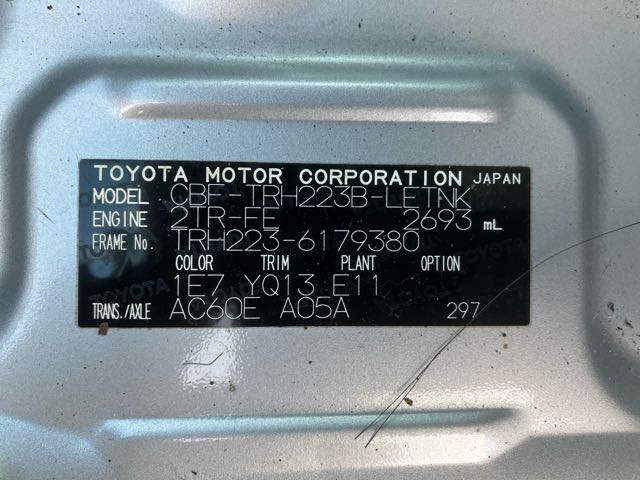 TOYOTA MOTOR CORPORATION JAPAN
MODEL CBF-TRH223B-LETNK
ENGINE 2TR-FE 2693 mL
FRAME No. TRH223-6179380
COLOR TRIM PLANT OPTION
1E7 YQ13 E11
TRANS./AXLE AC60E A05A 297